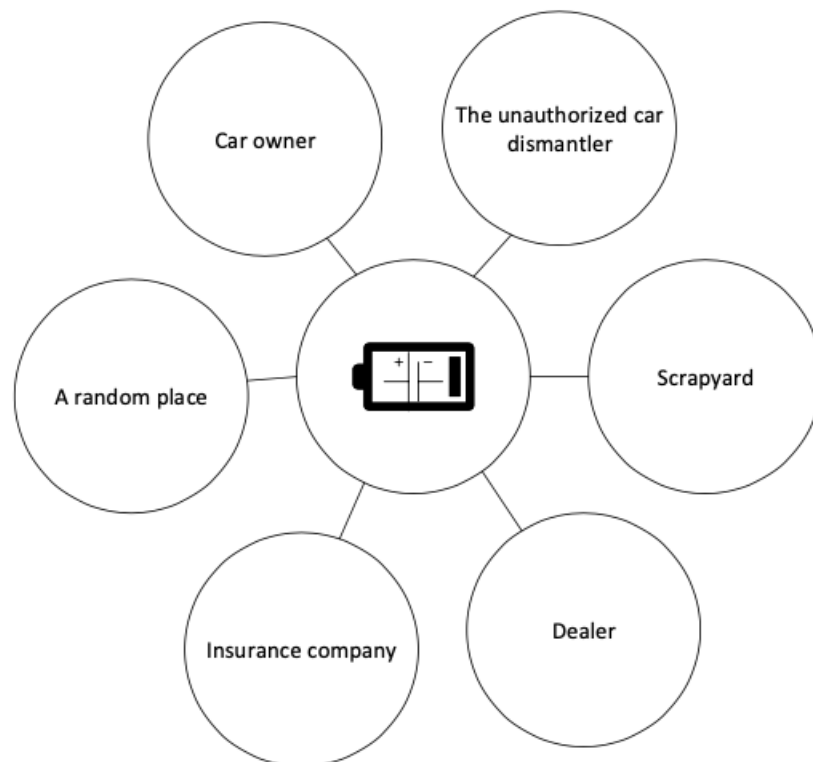 Car owner
The unauthorized car
dismantler
A random place
+ −
Scrapyard
Insurance company
Dealer